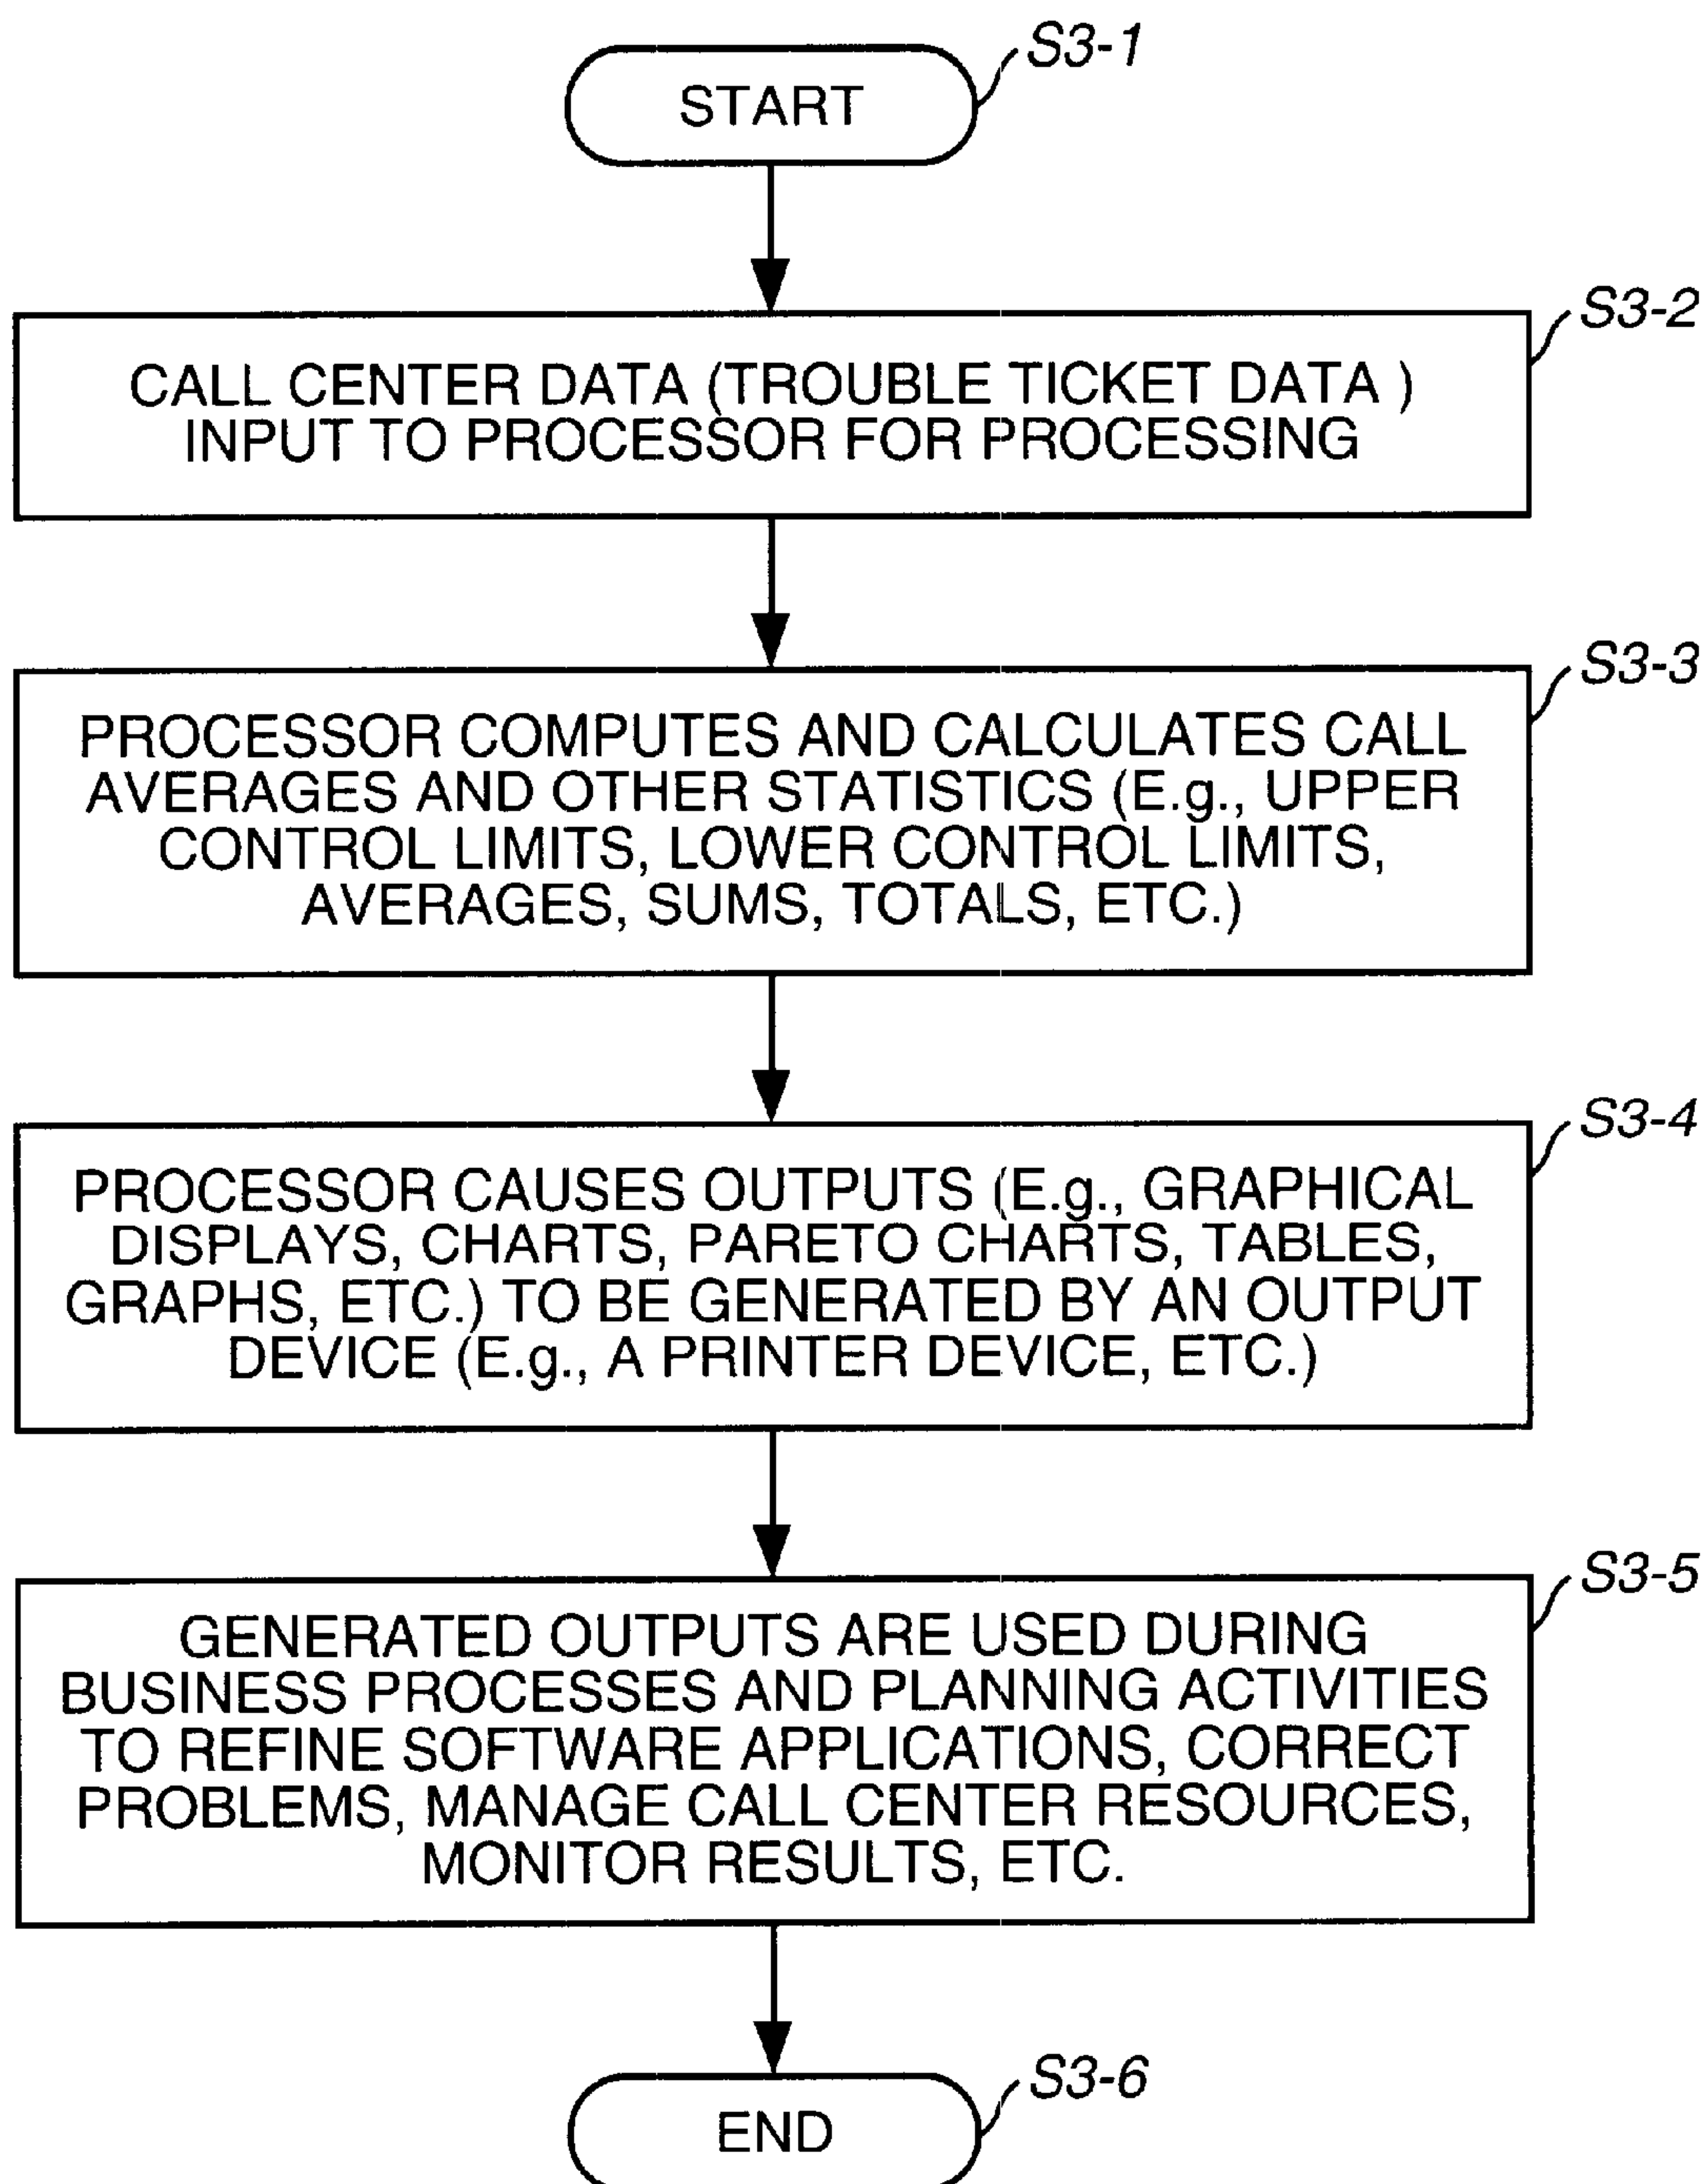 S3-1
START
S3-2
CALL CENTER DATA (TROUBLE TICKET DATA )
INPUT TO PROCESSOR FOR PROCESSING
S3-3
PROCESSOR COMPUTES AND CALCULATES CALL
AVERAGES AND OTHER STATISTICS (E.g., UPPER
CONTROL LIMITS, LOWER CONTROL LIMITS,
AVERAGES, SUMS, TOTALS, ETC.)
S3-4
PROCESSOR CAUSES OUTPUTS (E.g., GRAPHICAL
DISPLAYS, CHARTS, PARETO CHARTS, TABLES,
GRAPHS, ETC.) TO BE GENERATED BY AN OUTPUT
DEVICE (E.g., A PRINTER DEVICE, ETC.)
S3-5
GENERATED OUTPUTS ARE USED DURING
BUSINESS PROCESSES AND PLANNING ACTIVITIES
TO REFINE SOFTWARE APPLICATIONS, CORRECT
PROBLEMS, MANAGE CALL CENTER RESOURCES,
MONITOR RESULTS, ETC.
S3-6
END